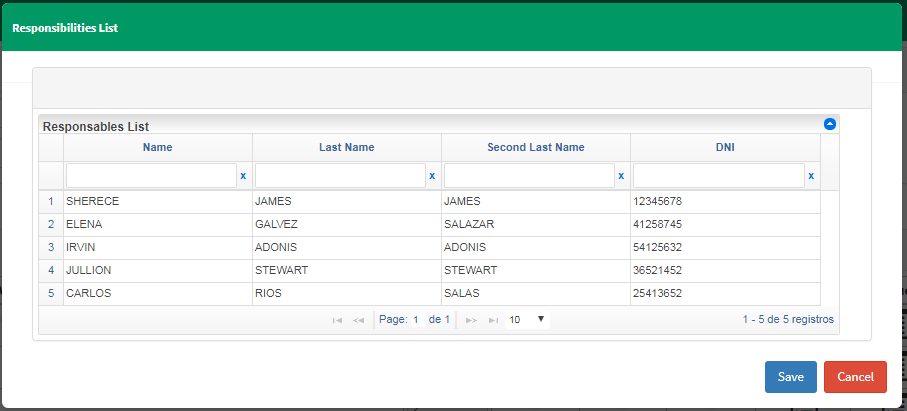 Responsibilities List
Responsables List
Name Last Name Second Last Name DNI
x x x x
1 SHERECE JAMES JAMES 12345678
2 ELENA GALVEZ SALAZAR 41258745
3 IRVIN ADONIS ADONIS 54125632
4 JULLION STEWART STEWART 36521452
5 CARLOS RIOS SALAS 25413652
Page: 1 de 1 10 1 - 5 de 5 registros
Save Cancel